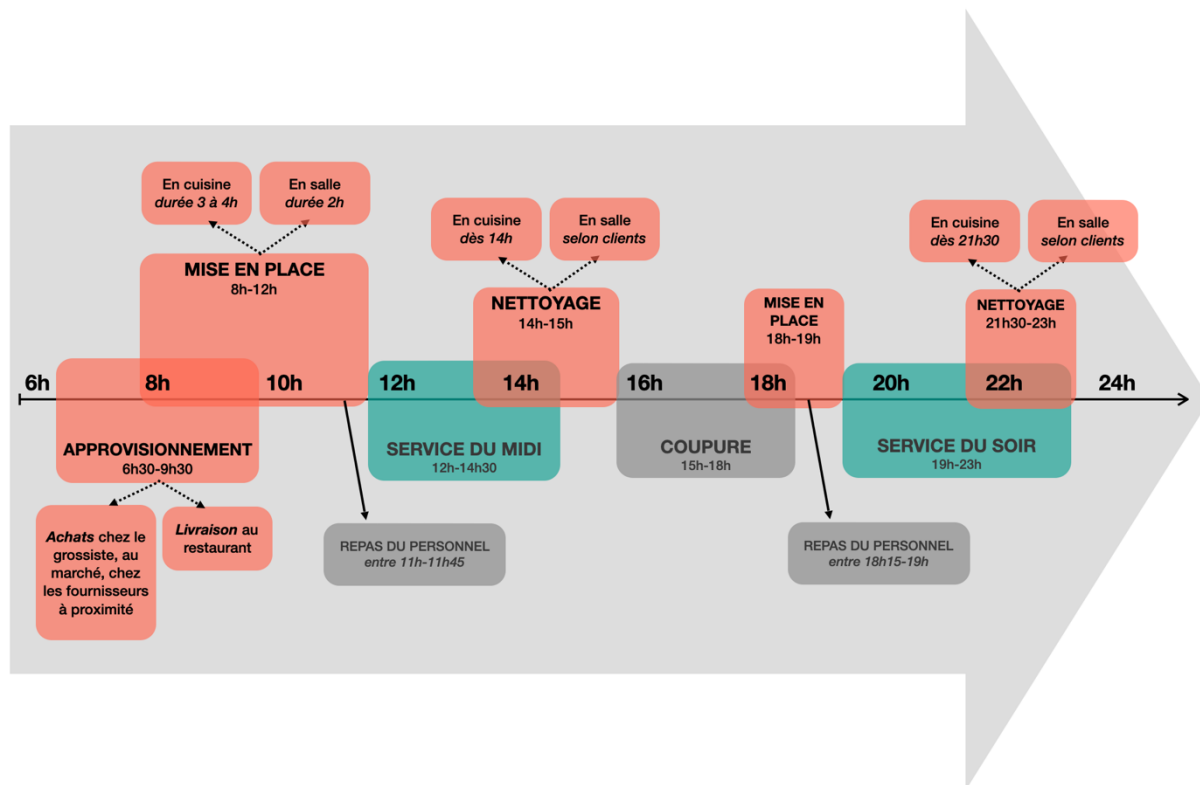 En cuisine
durée 3 à 4h
En salle
durée 2h
En cuisine
dès 14h
En salle
selon clients
En cuisine
dès 21h30
En salle
selon clients
MISE EN PLACE
8h-12h
NETTOYAGE
14h-15h
MISE EN
PLACE
18h-19h
NETTOYAGE
21h30-23h
6h
8h
10h
12h
14h
16h
18h
20h
22h
24h
APPROVISIONNEMENT
6h30-9h30
SERVICE DU MIDI
12h-14h30
COUPURE
15h-18h
SERVICE DU SOIR
19h-23h
Achats chez le
grossiste, au
marché, chez
les fournisseurs
à proximité
Livraison au
restaurant
REPAS DU PERSONNEL
entre 11h-11h45
REPAS DU PERSONNEL
entre 18h15-19h